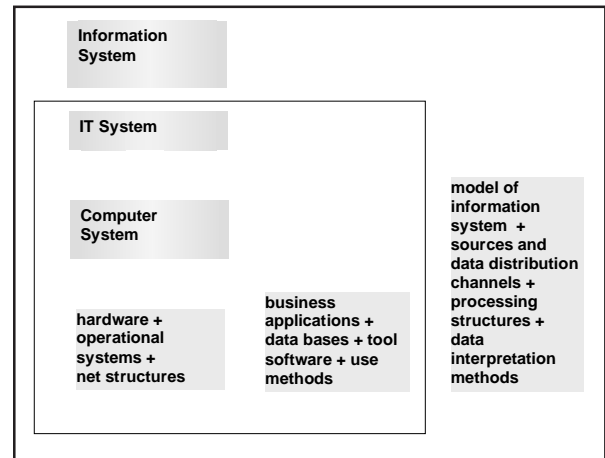 Information
System
IT System
Computer
System
hardware +
operational
systems +
net structures
business
applications +
data bases + tool
software + use
methods
model of
information
system +
sources and
data distribution
channels +
processing
structures +
data
interpretation
methods